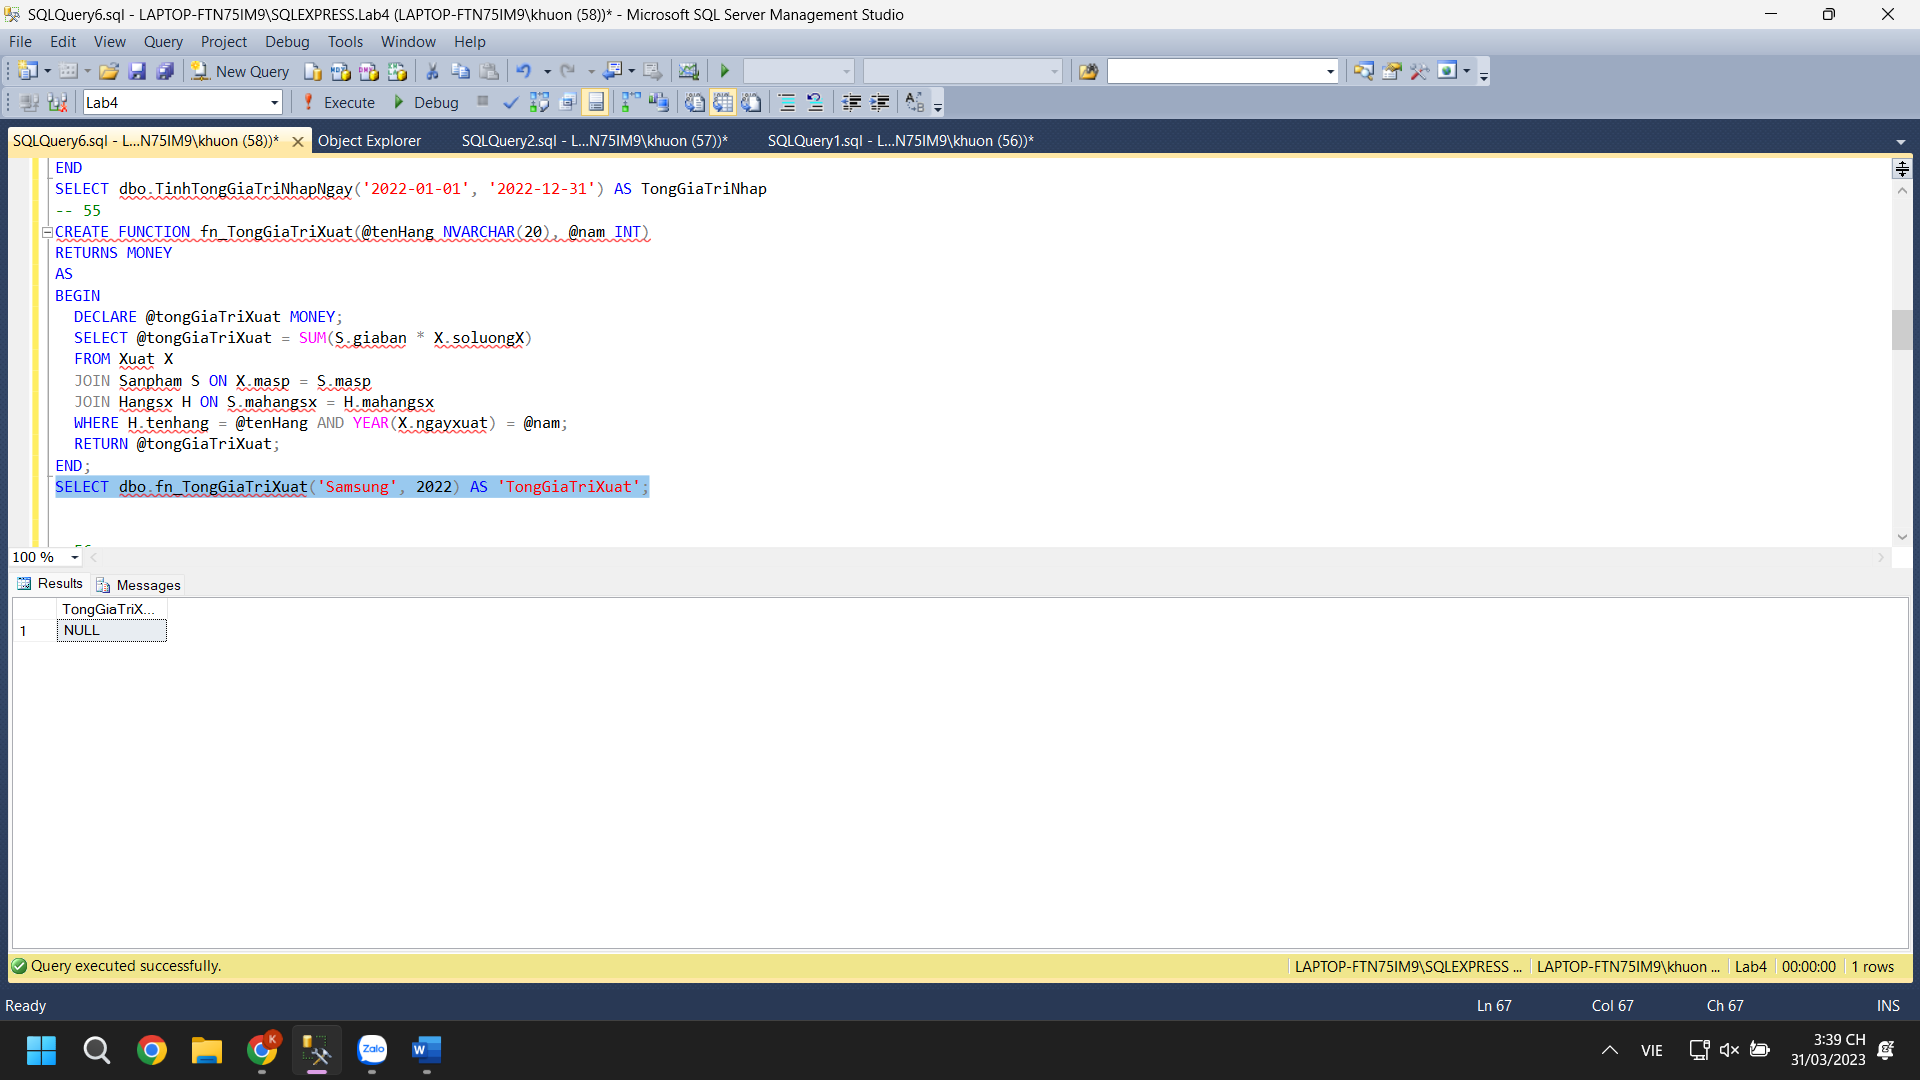 SQLQuery6.sql - LAPTOP-FTN75IM9\SQLEXPRESS.Lab4 (LAPTOP-FTN75IM9\khuon (58))* - Microsoft SQL Server Management Studio
File Edit View Query Project Debug Tools Window Help
New Query
Lab4 Execute Debug
SQLQuery6.sql - L...N75IM9\khuon (58))* Object Explorer SQLQuery2.sql - L...N75IM9\khuon (57))* SQLQuery1.sql - L...N75IM9\khuon (56))*
END
SELECT dbo.TinhTongGiaTriNhapNgay('2022-01-01', '2022-12-31') AS TongGiaTriNhap
-- 55
CREATE FUNCTION fn_TongGiaTriXuat(@tenHang NVARCHAR(20), @nam INT)
RETURNS MONEY
AS
BEGIN
DECLARE @tongGiaTriXuat MONEY;
SELECT @tongGiaTriXuat = SUM(S.giaban * X.soluongX)
FROM Xuat X
JOIN Sanpham S ON X.masp = S.masp
JOIN Hangsx H ON S.mahangsx = H.mahangsx
WHERE H.tenhang = @tenHang AND YEAR(X.ngayxuat) = @nam;
RETURN @tongGiaTriXuat;
END;
SELECT dbo.fn_TongGiaTriXuat('Samsung', 2022) AS 'TongGiaTriXuat';
100 %
Results Messages
TongGiaTriX...
1 NULL
Query executed successfully. LAPTOP-FTN75IM9\SQLEXPRESS ... LAPTOP-FTN75IM9\khuon ... Lab4 00:00:00 1 rows
Ready Ln 67 Col 67 Ch 67 INS
K
Zalo
W
VIE
3:39 CH
31/03/2023